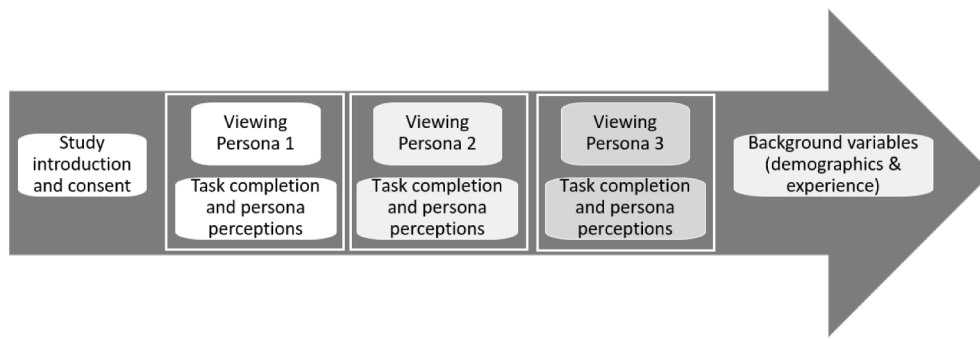 Study
introduction
and consent
Viewing
Persona 1
Task completion
and persona
perceptions
Viewing
Persona 2
Task completion
and persona
perceptions
Viewing
Persona 3
Task completion
and persona
perceptions
Background variables
(demographics &
experience)